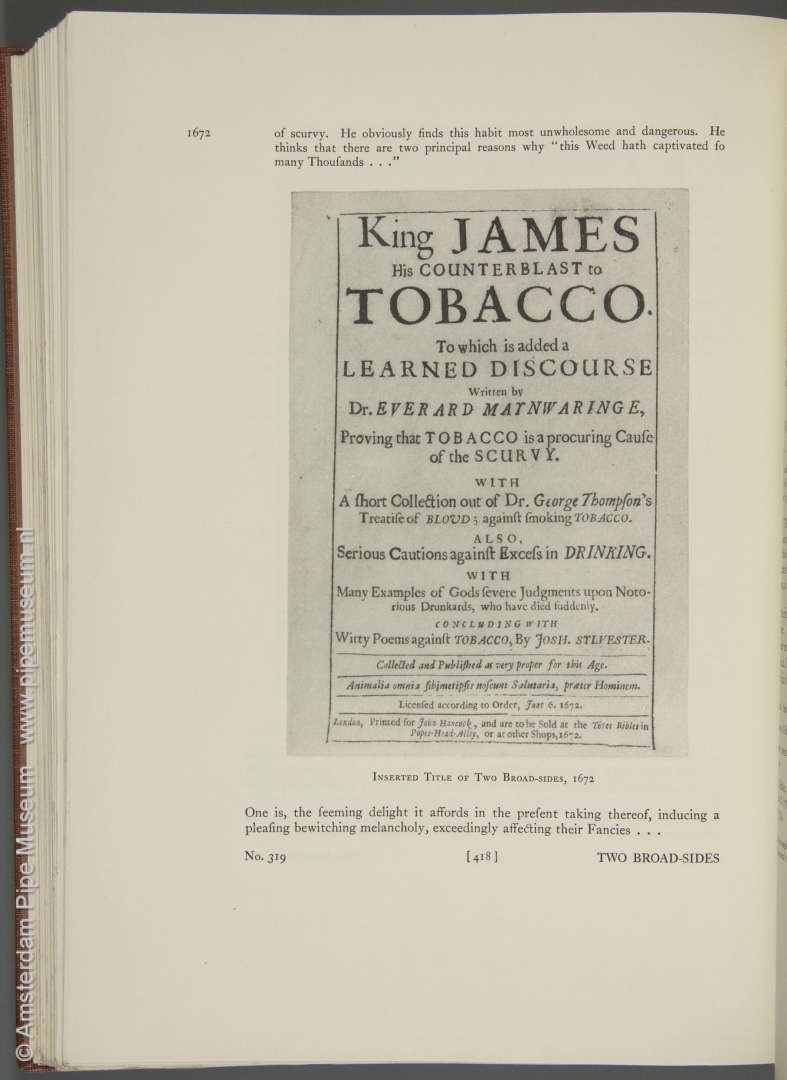 1672
of scurvy. He obviously finds this habit most unwholesome and dangerous. He
thinks that there are two principal reasons why "this Weed hath captivated ſo
many Thouſands . . ."
King JAMES
His COUNTERBLAST to
TOBACCO.
To which is added a
LEARNED DISCOURSE
Written by
Dr. EVERARD MAYNWARINGE,
Proving that TOBACCO is a procuring Cauſe
of the SCURVY.
WITH
A ſhort Collection out of Dr. George Thompſon's
Treatiſe of BLOUD; againſt ſmoking TOBACCO.
ALSO,
Serious Cautions againſt Exceſs in DRINKING.
WITH
Many Examples of Gods ſevere Judgments upon Noto-
rious Drunkards, who have died ſuddenly.
CONCLUDING WITH
Witty Poems againſt TOBACCO, By JOSH. SYLVESTER.
Collected and Publiſhed as very proper for this Age.
Animalia omnia ſibimetipſis noſcunt Salutaria, præter Hominem.
Licenſed according to Order, June 6. 1672.
London, Printed for John Hancock, and are to be Sold at the Three Bibles in
Popes-Head-Alley, or at other Shops, 1672.
INSERTED TITLE OF TWO BROAD-SIDES, 1672
One is, the ſeeming delight it affords in the preſent taking thereof, inducing a
pleaſing bewitching melancholy, exceedingly affecting their Fancies . . .
No. 319 [418] TWO BROAD-SIDES
© Amsterdam Pipe Museum www.pipemuseum.nl